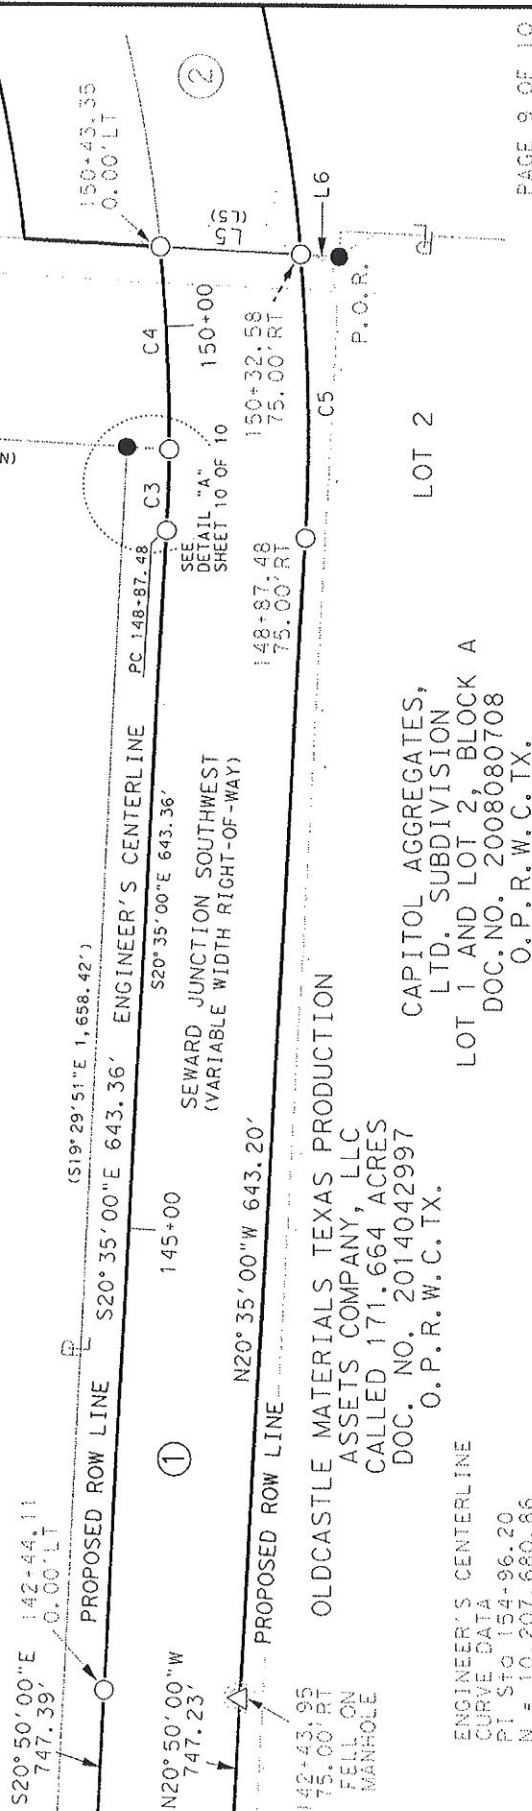 S20°50'00"E
747.39'
142+44.11
0.00'LT
PROPOSED ROW LINE
S20°35'00"E 643.36'
ENGINEER'S CENTERLINE
(S19°29'51"E 1,658.42')
S20°35'00"E 643.36'
PC 148+87.48
C3
C4
150+43.35
0.00'LT
2
SEE
DETAIL "A"
SHEET 10 OF 10
150+00
L5
(L5)
L6
150+32.58
75.00'RT
P.O.R.
148+87.48
75.00'RT
C5
LOT 2
SEWARD JUNCTION SOUTHWEST
(VARIABLE WIDTH RIGHT-OF-WAY)
145+00
1
N20°35'00"W 643.20'
PROPOSED ROW LINE
N20°50'00"W
747.23'
142+43.95
75.00'RT
FELL ON
MANHOLE
OLDCASTLE MATERIALS TEXAS PRODUCTION
ASSETS COMPANY, LLC
CALLED 171.664 ACRES
DOC. NO. 2014042997
O.P.R.W.C.TX.
CAPITOL AGGREGATES,
LTD. SUBDIVISION
LOT 1 AND LOT 2, BLOCK A
DOC.NO. 2008080708
O.P.R.W.C.TX.
ENGINEER'S CENTERLINE
CURVE DATA
PI Sta 154+96.20
N = 10,207,680.86
PAGE 9 OF 10